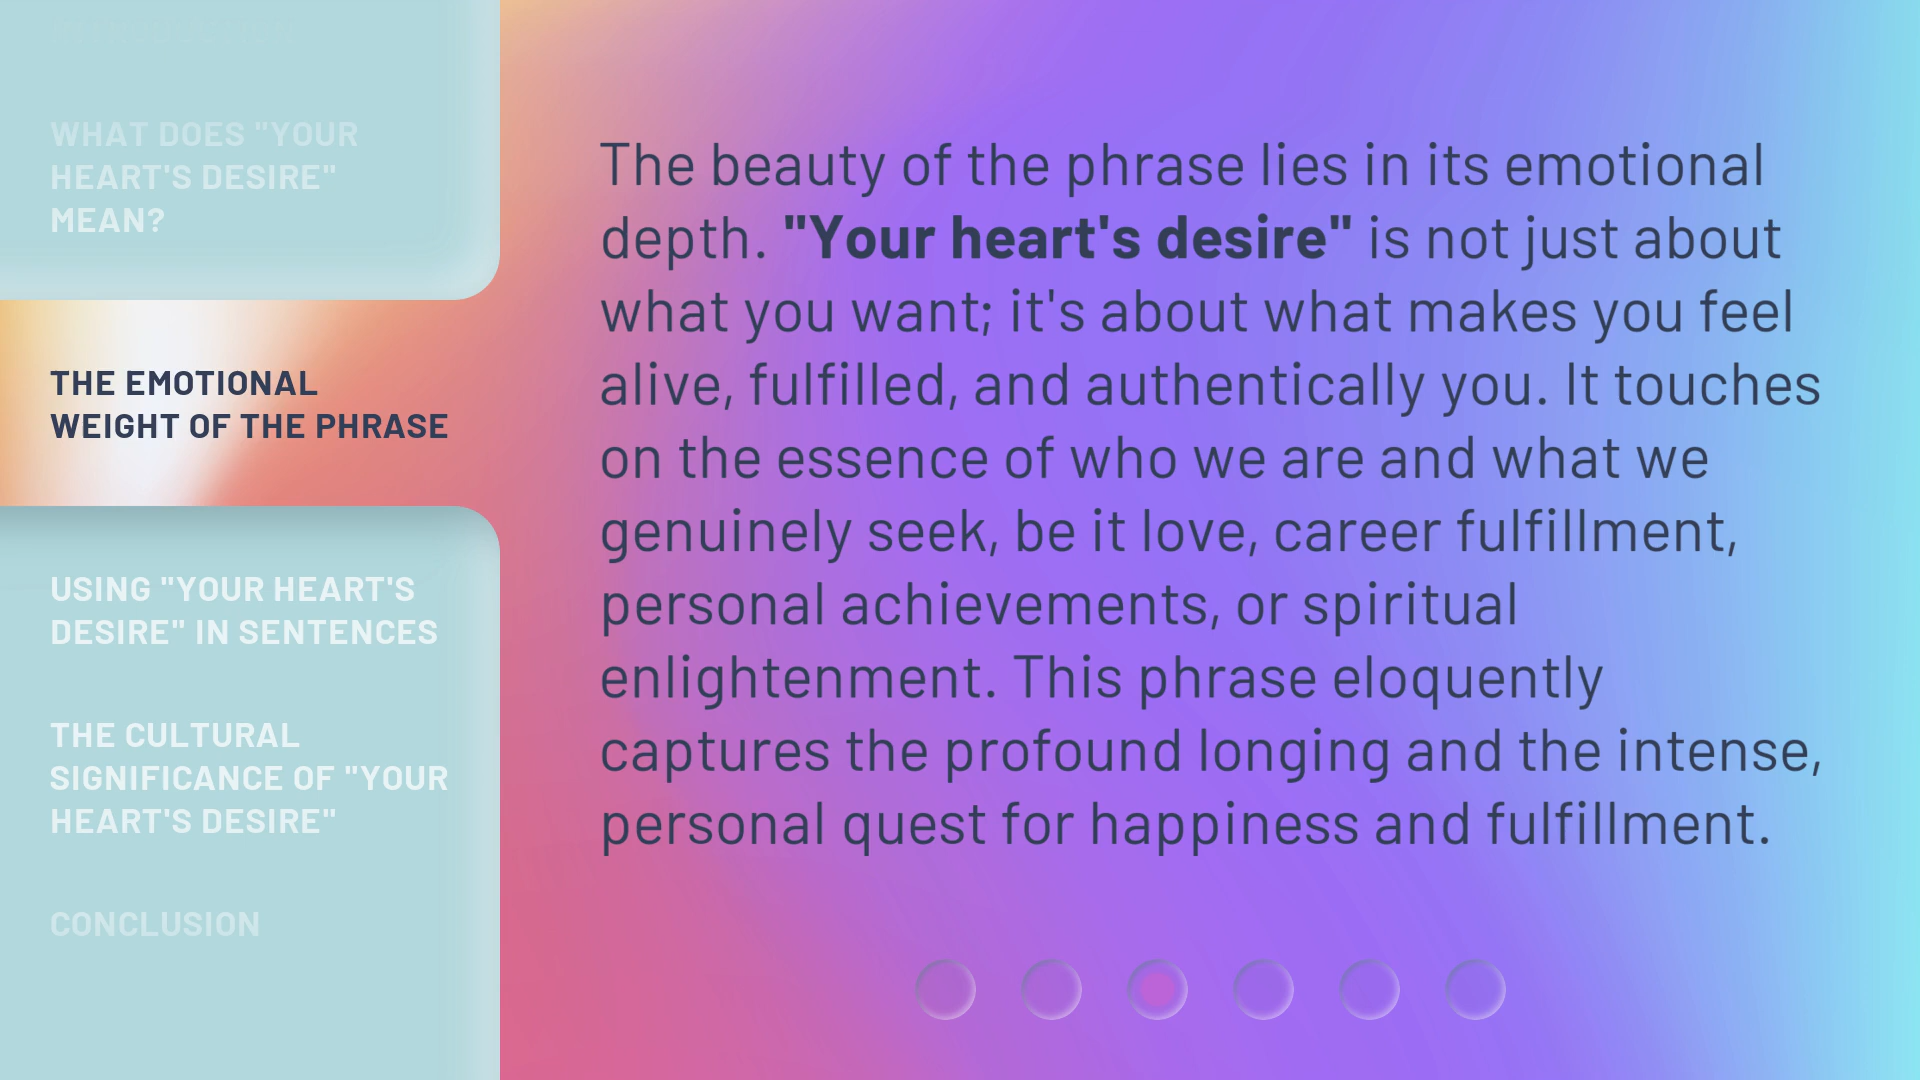 WHAT DOES "YOUR
HEART'S DESIRE"
MEAN?
THE EMOTIONAL
WEIGHT OF THE PHRASE
USING "YOUR HEART'S
DESIRE" IN SENTENCES
THE CULTURAL
SIGNIFICANCE OF "YOUR
HEART'S DESIRE"
CONCLUSION
The beauty of the phrase lies in its emotional
depth. "Your heart's desire" is not just about
what you want; it's about what makes you feel
alive, fulfilled, and authentically you. It touches
on the essence of who we are and what we
genuinely seek, be it love, career fulfillment,
personal achievements, or spiritual
enlightenment. This phrase eloquently
captures the profound longing and the intense,
personal quest for happiness and fulfillment.